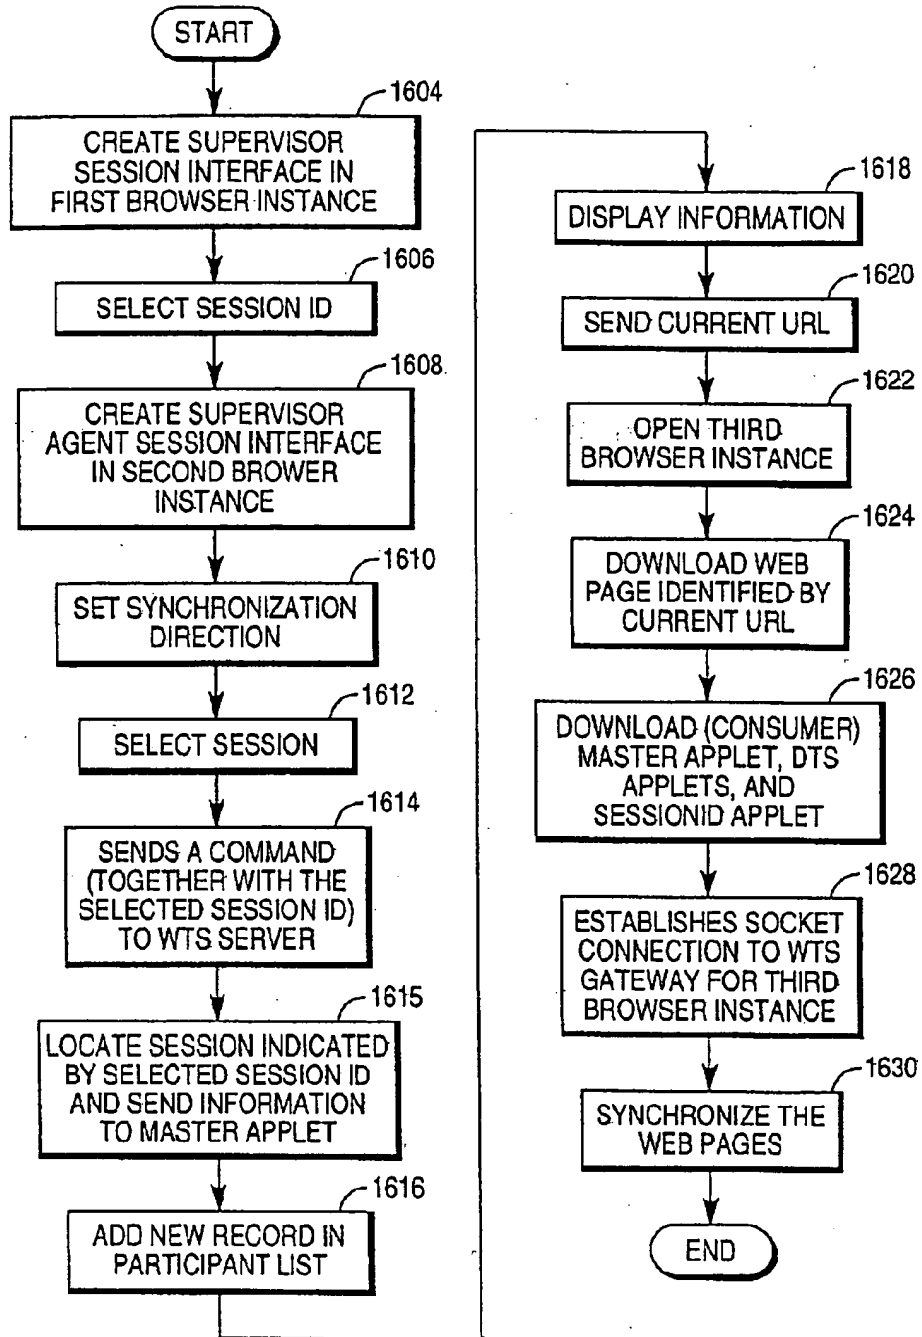 START
1604
CREATE SUPERVISOR
SESSION INTERFACE IN
FIRST BROWSER INSTANCE
1606
SELECT SESSION ID
1608
CREATE SUPERVISOR
AGENT SESSION INTERFACE
IN SECOND BROWER
INSTANCE
1610
SET SYNCHRONIZATION
DIRECTION
1612
SELECT SESSION
1614
SENDS A COMMAND
(TOGETHER WITH THE
SELECTED SESSION ID)
TO WTS SERVER
1615
LOCATE SESSION INDICATED
BY SELECTED SESSION ID
AND SEND INFORMATION
TO MASTER APPLET
1616
ADD NEW RECORD IN
PARTICIPANT LIST
1618
DISPLAY INFORMATION
1620
SEND CURRENT URL
1622
OPEN THIRD
BROWSER INSTANCE
1624
DOWNLOAD WEB
PAGE IDENTIFIED BY
CURRENT URL
1626
DOWNLOAD (CONSUMER)
MASTER APPLET, DTS
APPLETS, AND
SESSIONID APPLET
1628
ESTABLISHES SOCKET
CONNECTION TO WTS
GATEWAY FOR THIRD
BROWSER INSTANCE
1630
SYNCHRONIZE THE
WEB PAGES
END